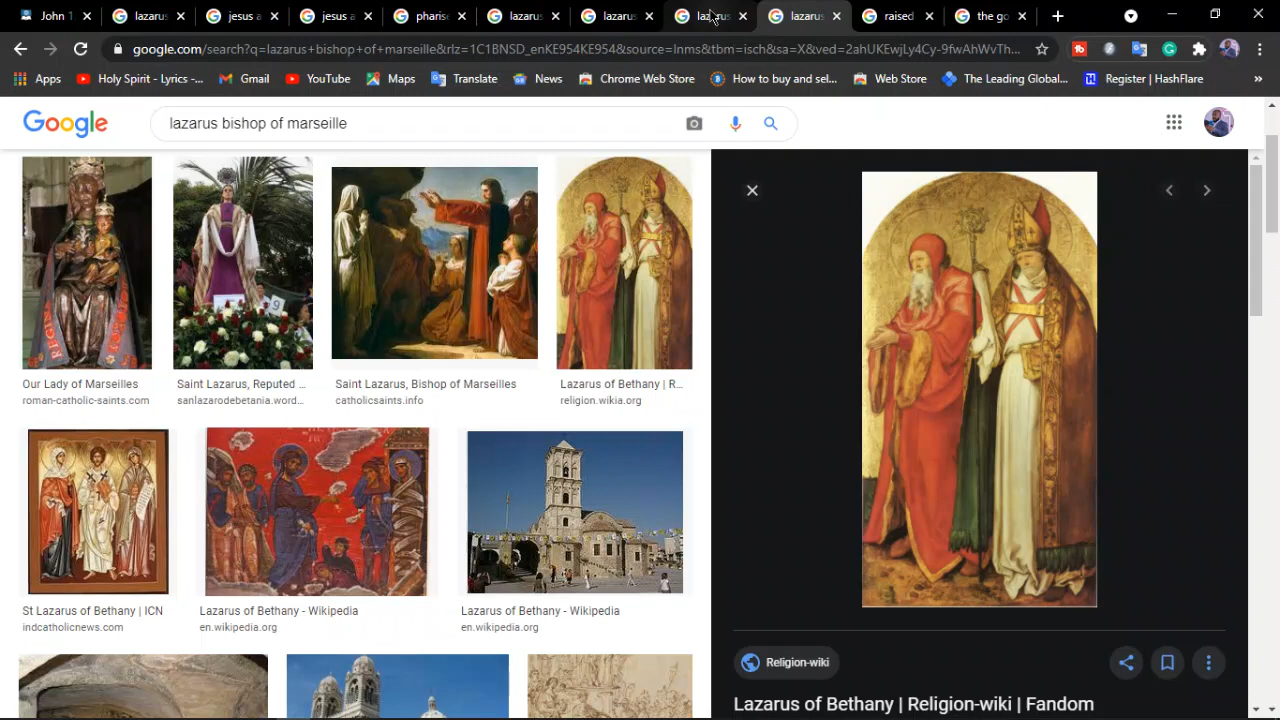 John 1
lazarus
jesus a
jesus a
pharise
lazarus
lazarus
lazarus
lazarus
raised
the go
google.com/search?q=lazarus+bishop+of+marseille&rlz=1C1BNSD_enKE954KE954&source=lnms&tbm=isch&sa=X&ved=2ahUKEwjLy4Cy-9fwAhWvTh...
Apps
Holy Spirit - Lyrics -...
Gmail
YouTube
Maps
Translate
News
Chrome Web Store
How to buy and sel...
Web Store
The Leading Global...
Register | HashFlare
»
Google
lazarus bishop of marseille
Our Lady of Marseilles
roman-catholic-saints.com
Saint Lazarus, Reputed ...
sanlazarodebetania.word...
Saint Lazarus, Bishop of Marseilles
catholicsaints.info
Lazarus of Bethany | R...
religion.wikia.org
St Lazarus of Bethany | ICN
indcatholicnews.com
Lazarus of Bethany - Wikipedia
en.wikipedia.org
Lazarus of Bethany - Wikipedia
en.wikipedia.org
Religion-wiki
Lazarus of Bethany | Religion-wiki | Fandom